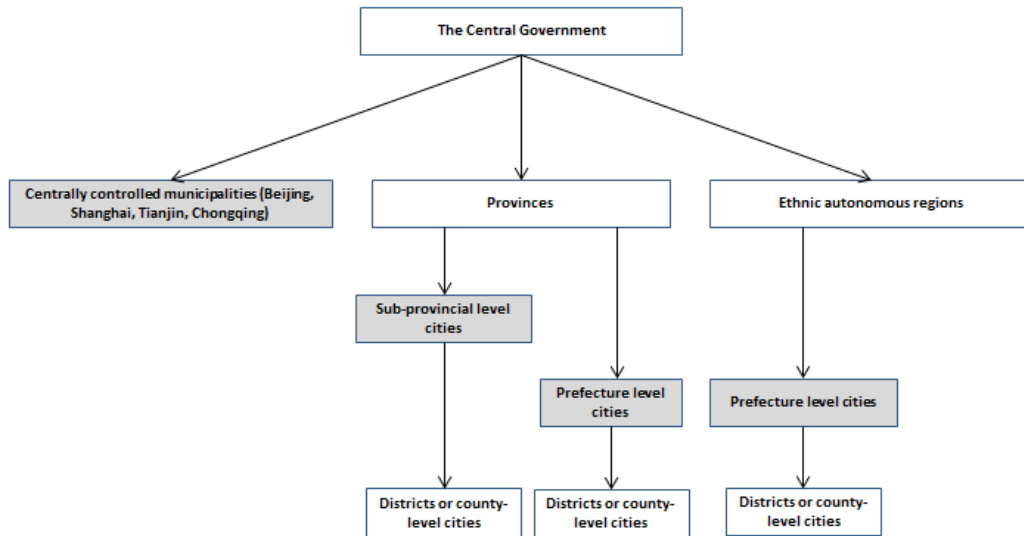 The Central Government
Centrally controlled municipalities (Beijing,
Shanghai, Tianjin, Chongqing)
Provinces
Ethnic autonomous regions
Sub-provincial level
cities
Prefecture level
cities
Prefecture level cities
Districts or county-
level cities
Districts or county-
level cities
Districts or county-
level cities